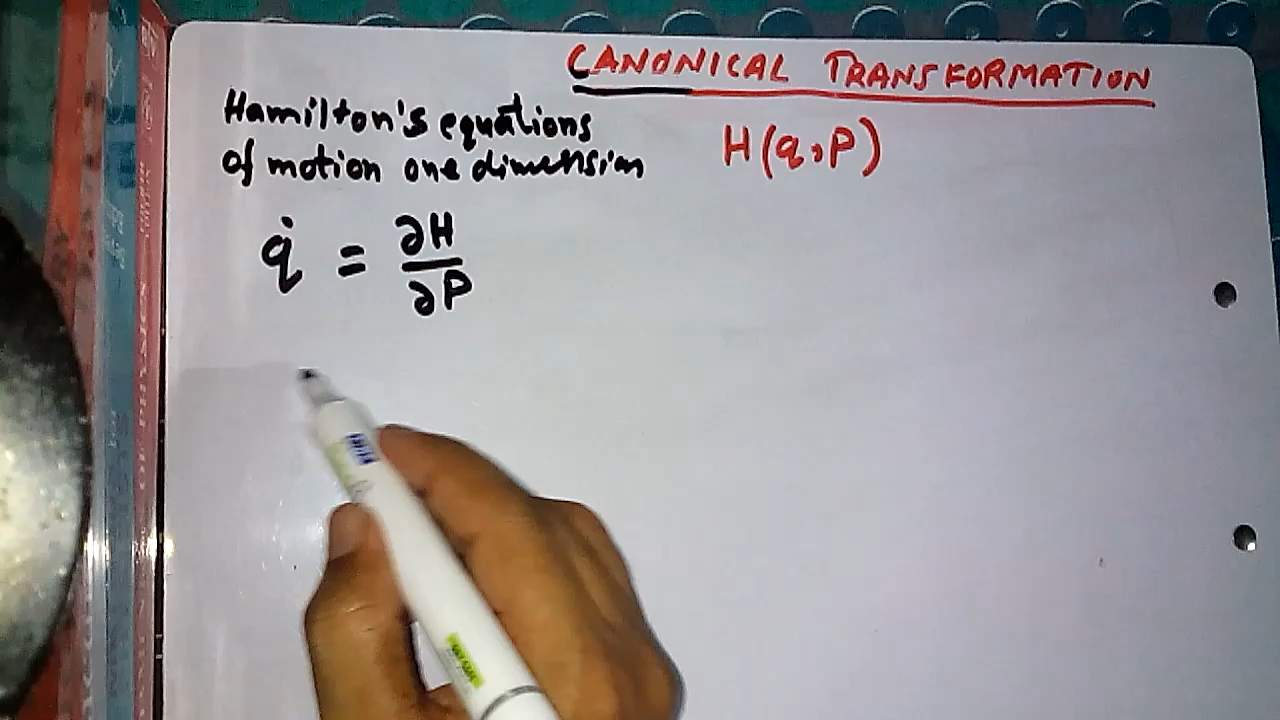 CANONICAL TRANSFORMATION
Hamilton's equations
of motion one dimension
H(q,P)
q̇ = ∂H/∂P